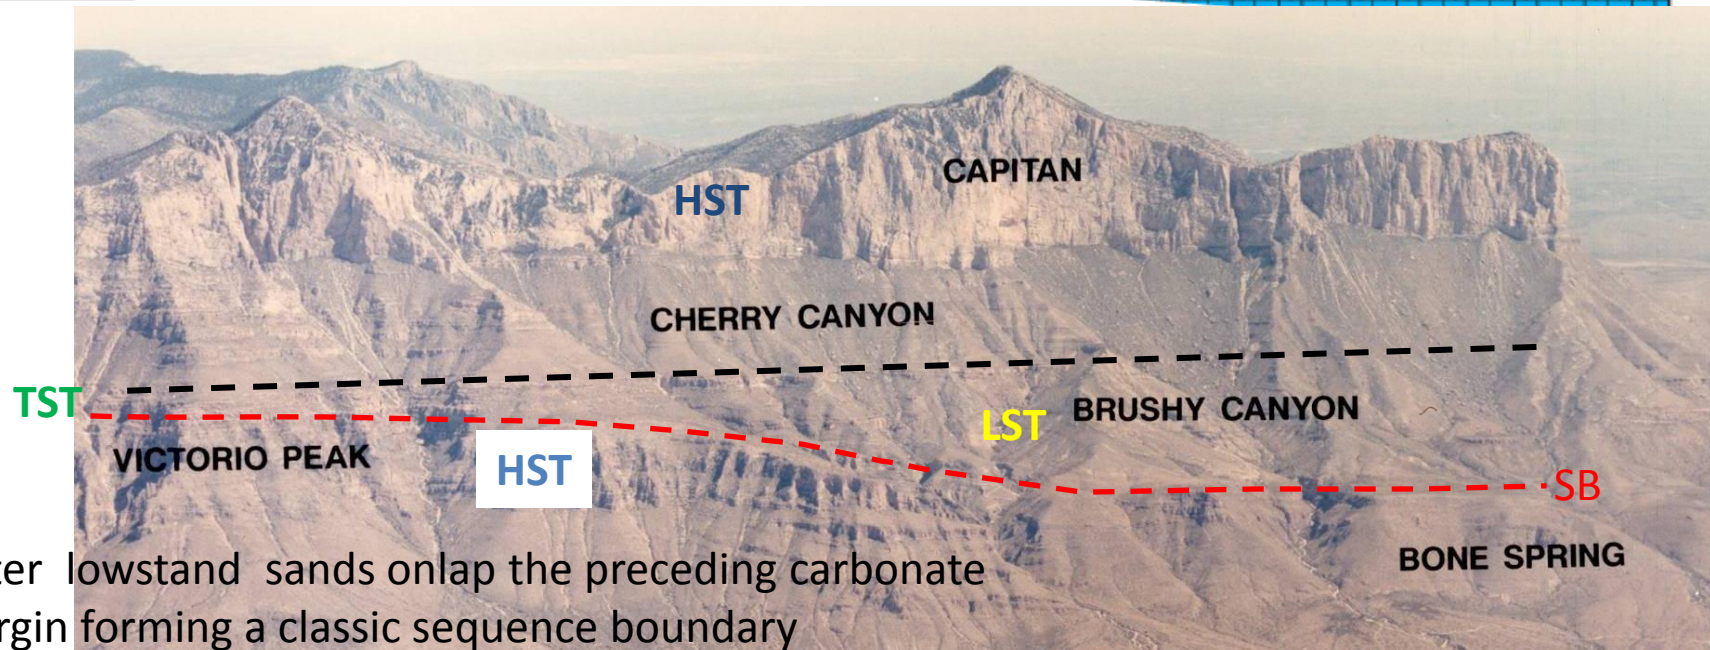 CAPITAN
HST
CHERRY CANYON
TST
LST
BRUSHY CANYON
VICTORIO PEAK
HST
SB
BONE SPRING
lowstand sands onlap the preceding carbonate
forming a classic sequence boundary